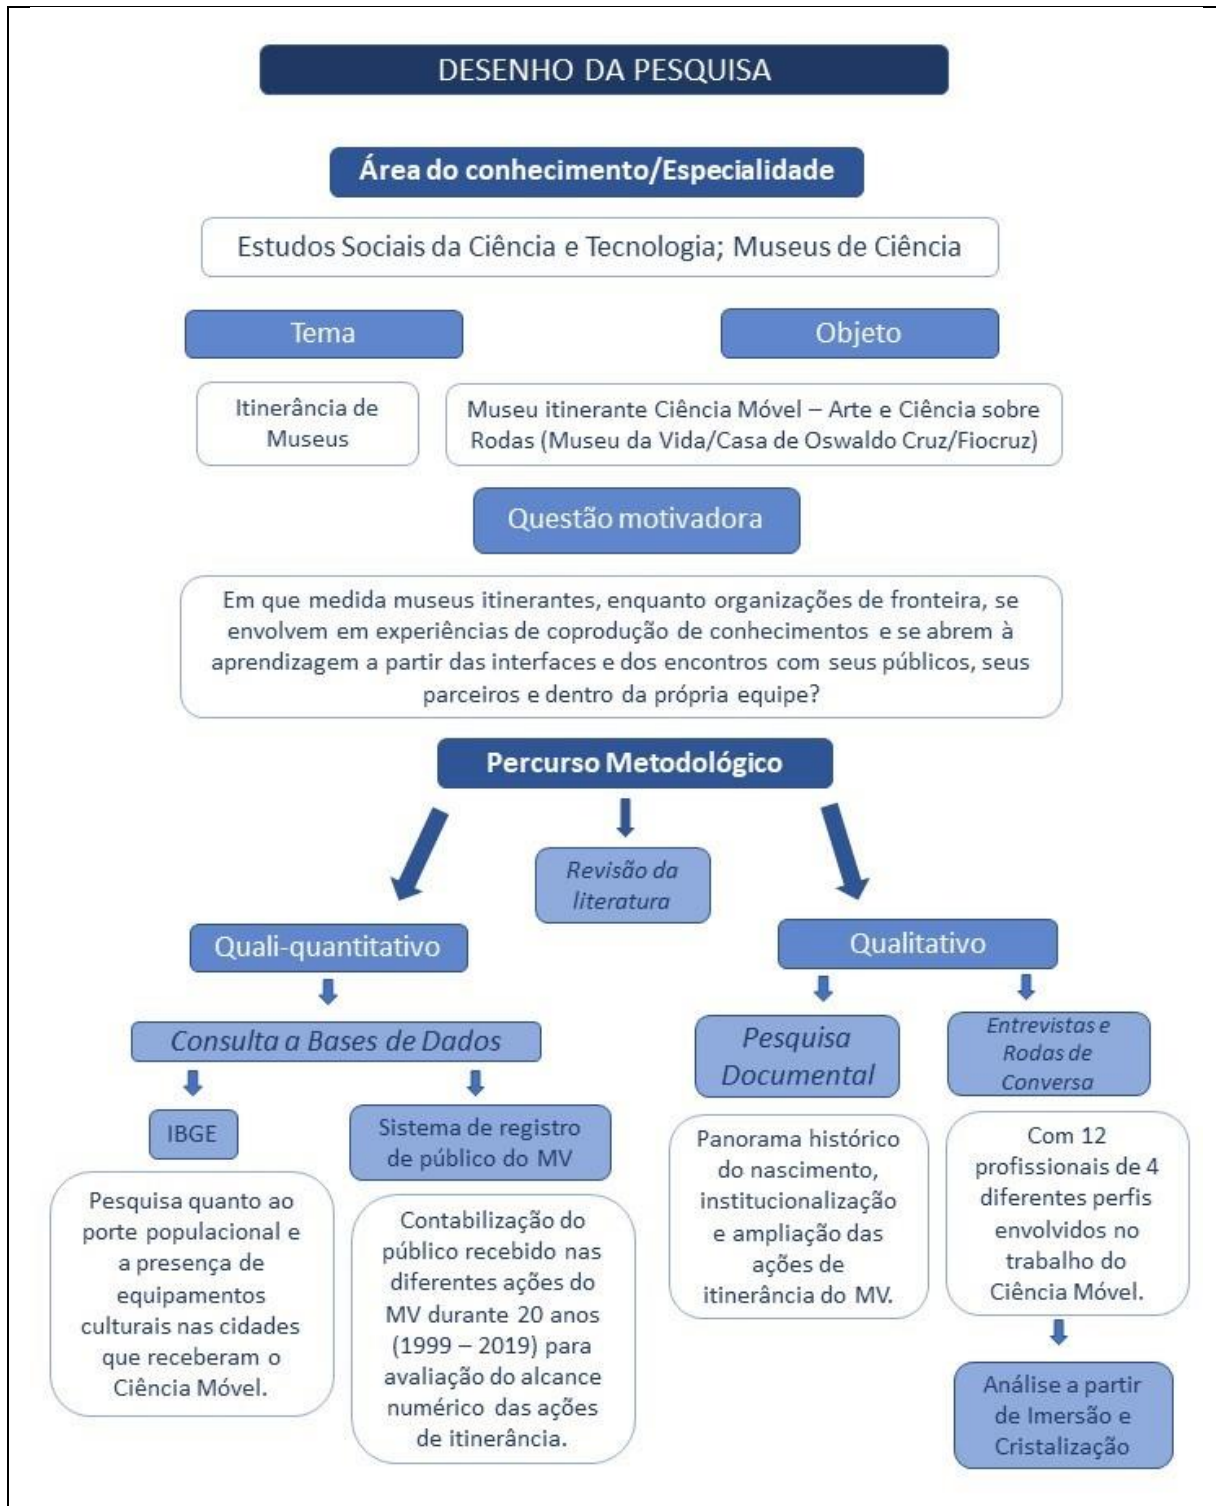 DESENHO DA PESQUISA
Área do conhecimento/Especialidade
Estudos Sociais da Ciência e Tecnologia; Museus de Ciência
Tema
Objeto
Itinerância de
Museus
Museu itinerante Ciência Móvel – Arte e Ciência sobre
Rodas (Museu da Vida/Casa de Oswaldo Cruz/Fiocruz)
Questão motivadora
Em que medida museus itinerantes, enquanto organizações de fronteira, se
envolvem em experiências de coprodução de conhecimentos e se abrem à
aprendizagem a partir das interfaces e dos encontros com seus públicos, seus
parceiros e dentro da própria equipe?
Percurso Metodológico
Revisão da
literatura
Quali-quantitativo
Qualitativo
Consulta a Bases de Dados
IBGE
Pesquisa quanto ao
porte populacional e
a presença de
equipamentos
culturais nas cidades
que receberam o
Ciência Móvel.
Sistema de registro
de público do MV
Contabilização do
público recebido nas
diferentes ações do
MV durante 20 anos
(1999 – 2019) para
avaliação do alcance
numérico das ações
de itinerância.
Pesquisa
Documental
Panorama histórico
do nascimento,
institucionalização
e ampliação das
ações de
itinerância do MV.
Entrevistas e
Rodas de
Conversa
Com 12
profissionais de 4
diferentes perfis
envolvidos no
trabalho do
Ciência Móvel.
Análise a partir
de Imersão e
Cristalização